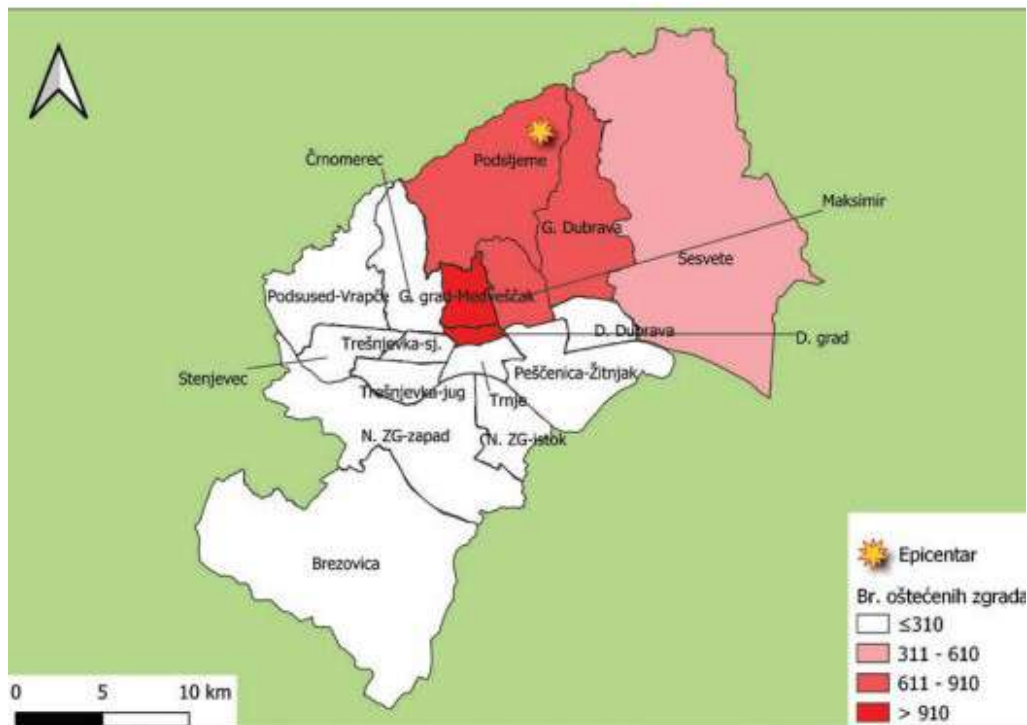 Črnomerec
Podsljeme
Maksimir
G. Dubrava
Sesvete
Podsused-Vrapče
G. grad-Medveščak
D. Dubrava
D. grad
Trešnjevka-sj.
Stenjevec
Peščenica-Žitnjak
Trešnjevka-jug
Trnje
N. ZG-zapad
N. ZG-istok
Brezovica
Epicentar
Br. oštećenih zgrada
≤310
311 - 610
611 - 910
> 910
0 5 10 km